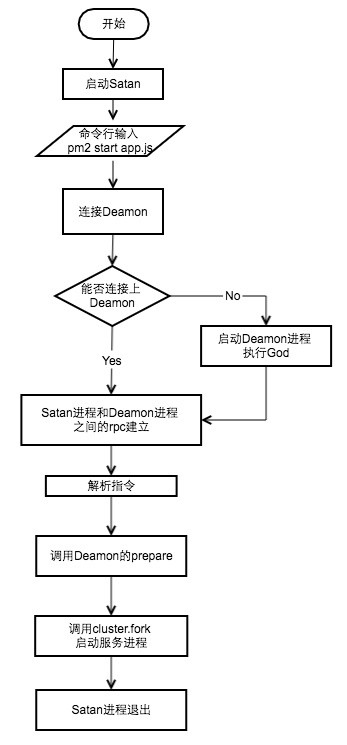 开始
启动Satan
命令行输入
pm2 start app.js
连接Deamon
能否连接上
Deamon
No
启动Deamon进程
执行God
Yes
Satan进程和Deamon进程
之间的rpc建立
解析指令
调用Deamon的prepare
调用cluster.fork
启动服务进程
Satan进程退出